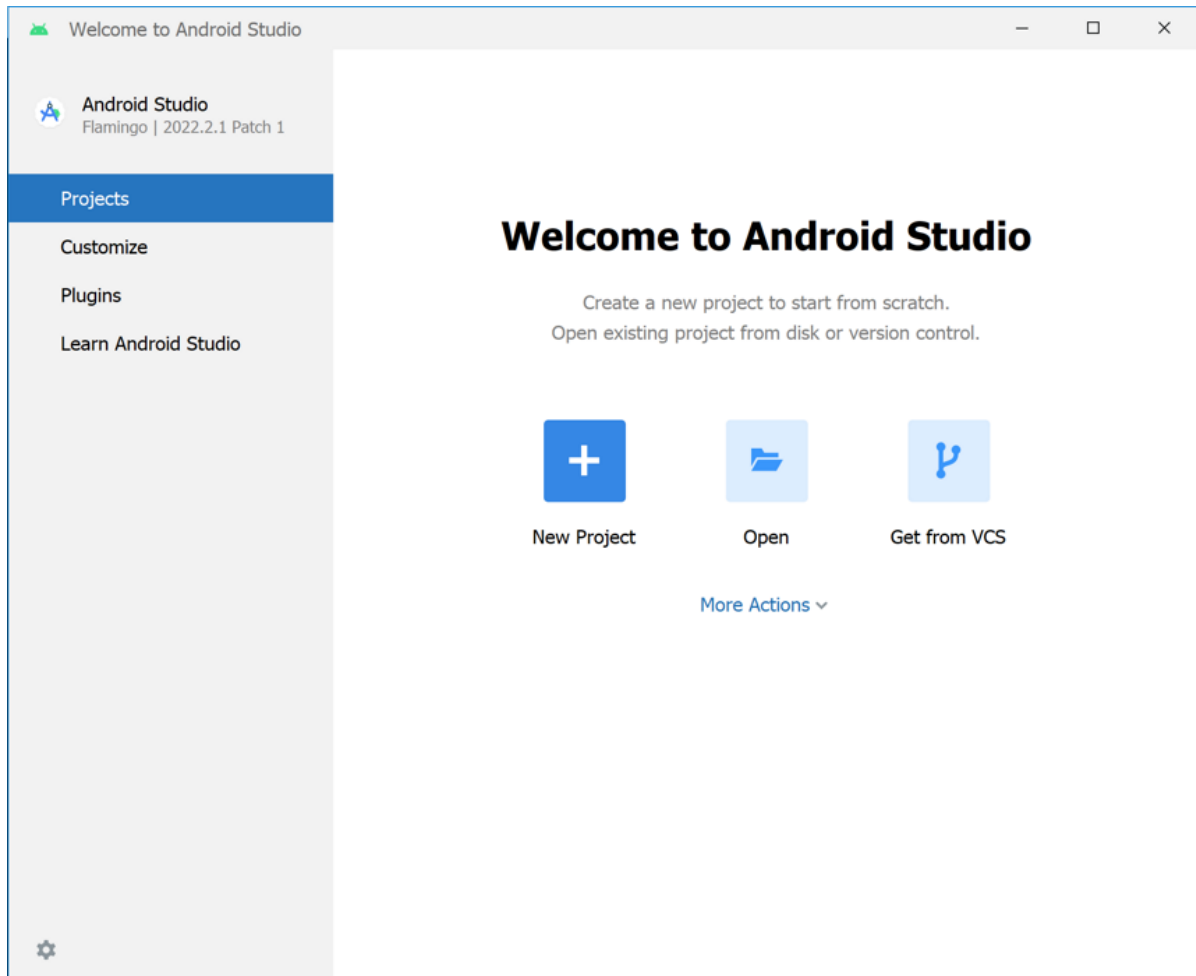 Welcome to Android Studio
Android Studio
Flamingo | 2022.2.1 Patch 1
Projects
Customize
Plugins
Learn Android Studio
Welcome to Android Studio
Create a new project to start from scratch.
Open existing project from disk or version control.
New Project
Open
Get from VCS
More Actions